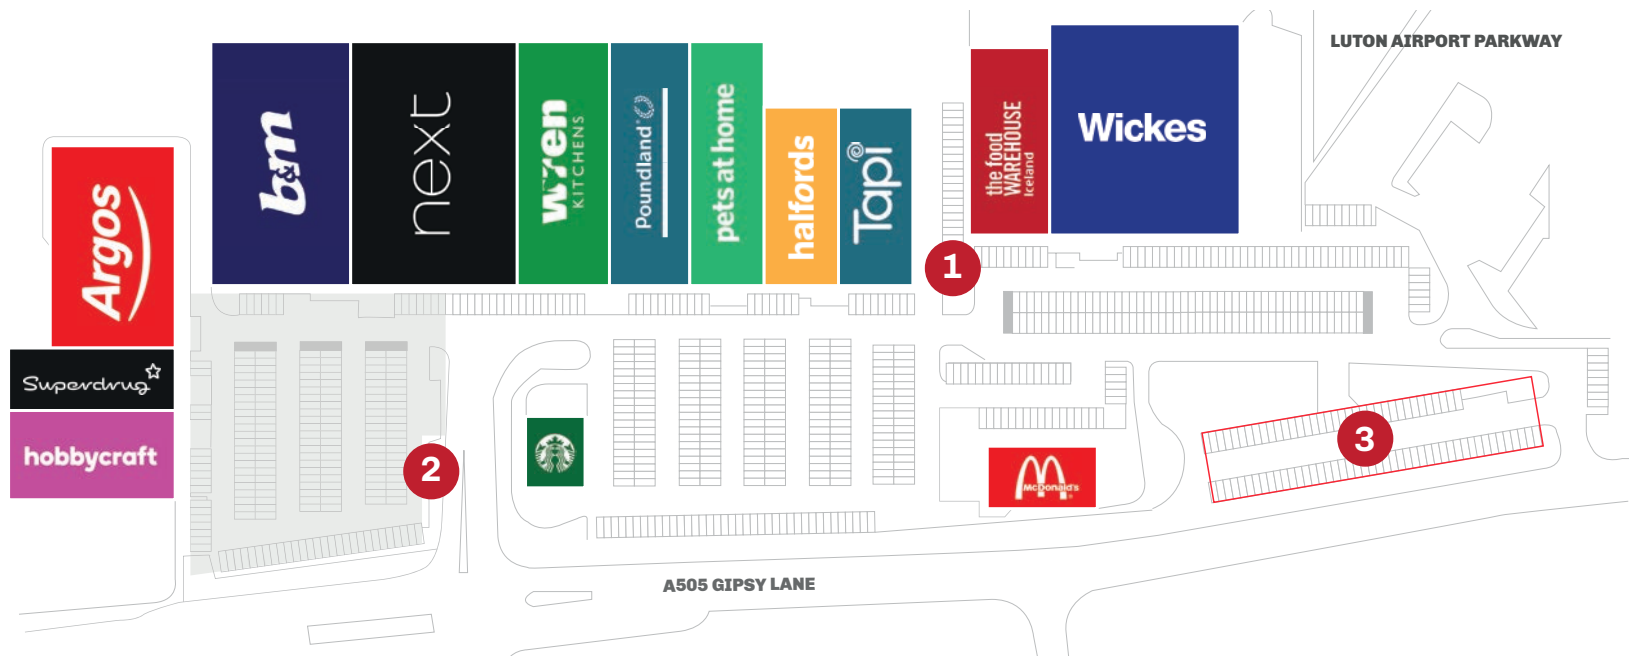 LUTON AIRPORT PARKWAY
Argos
Superdrug
hobbycraft
b&m
next
wren
KITCHENS
Poundland
pets at home
halfords
Tapi
the food
WAREHOUSE
Iceland
Wickes
1
2
3
McDonald's
A505 GIPSY LANE